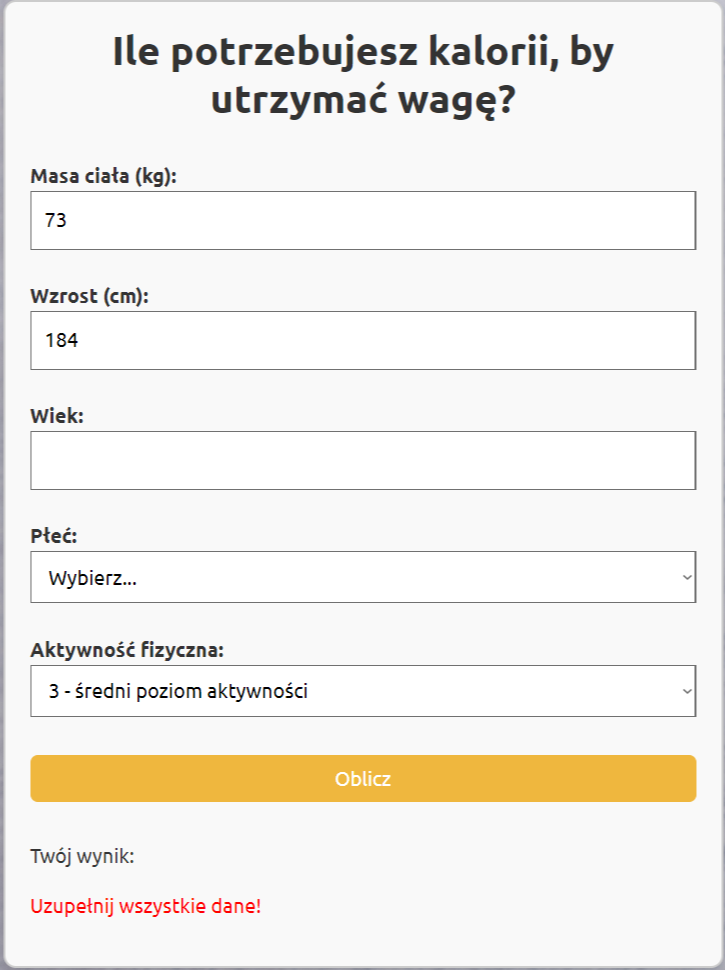 Ile potrzebujesz kalorii, by
utrzymać wagę?
Masa ciała (kg):
73
Wzrost (cm):
184
Wiek:
Płeć:
Wybierz...
Aktywność fizyczna:
3 - średni poziom aktywności
Oblicz
Twój wynik:
Uzupełnij wszystkie dane!